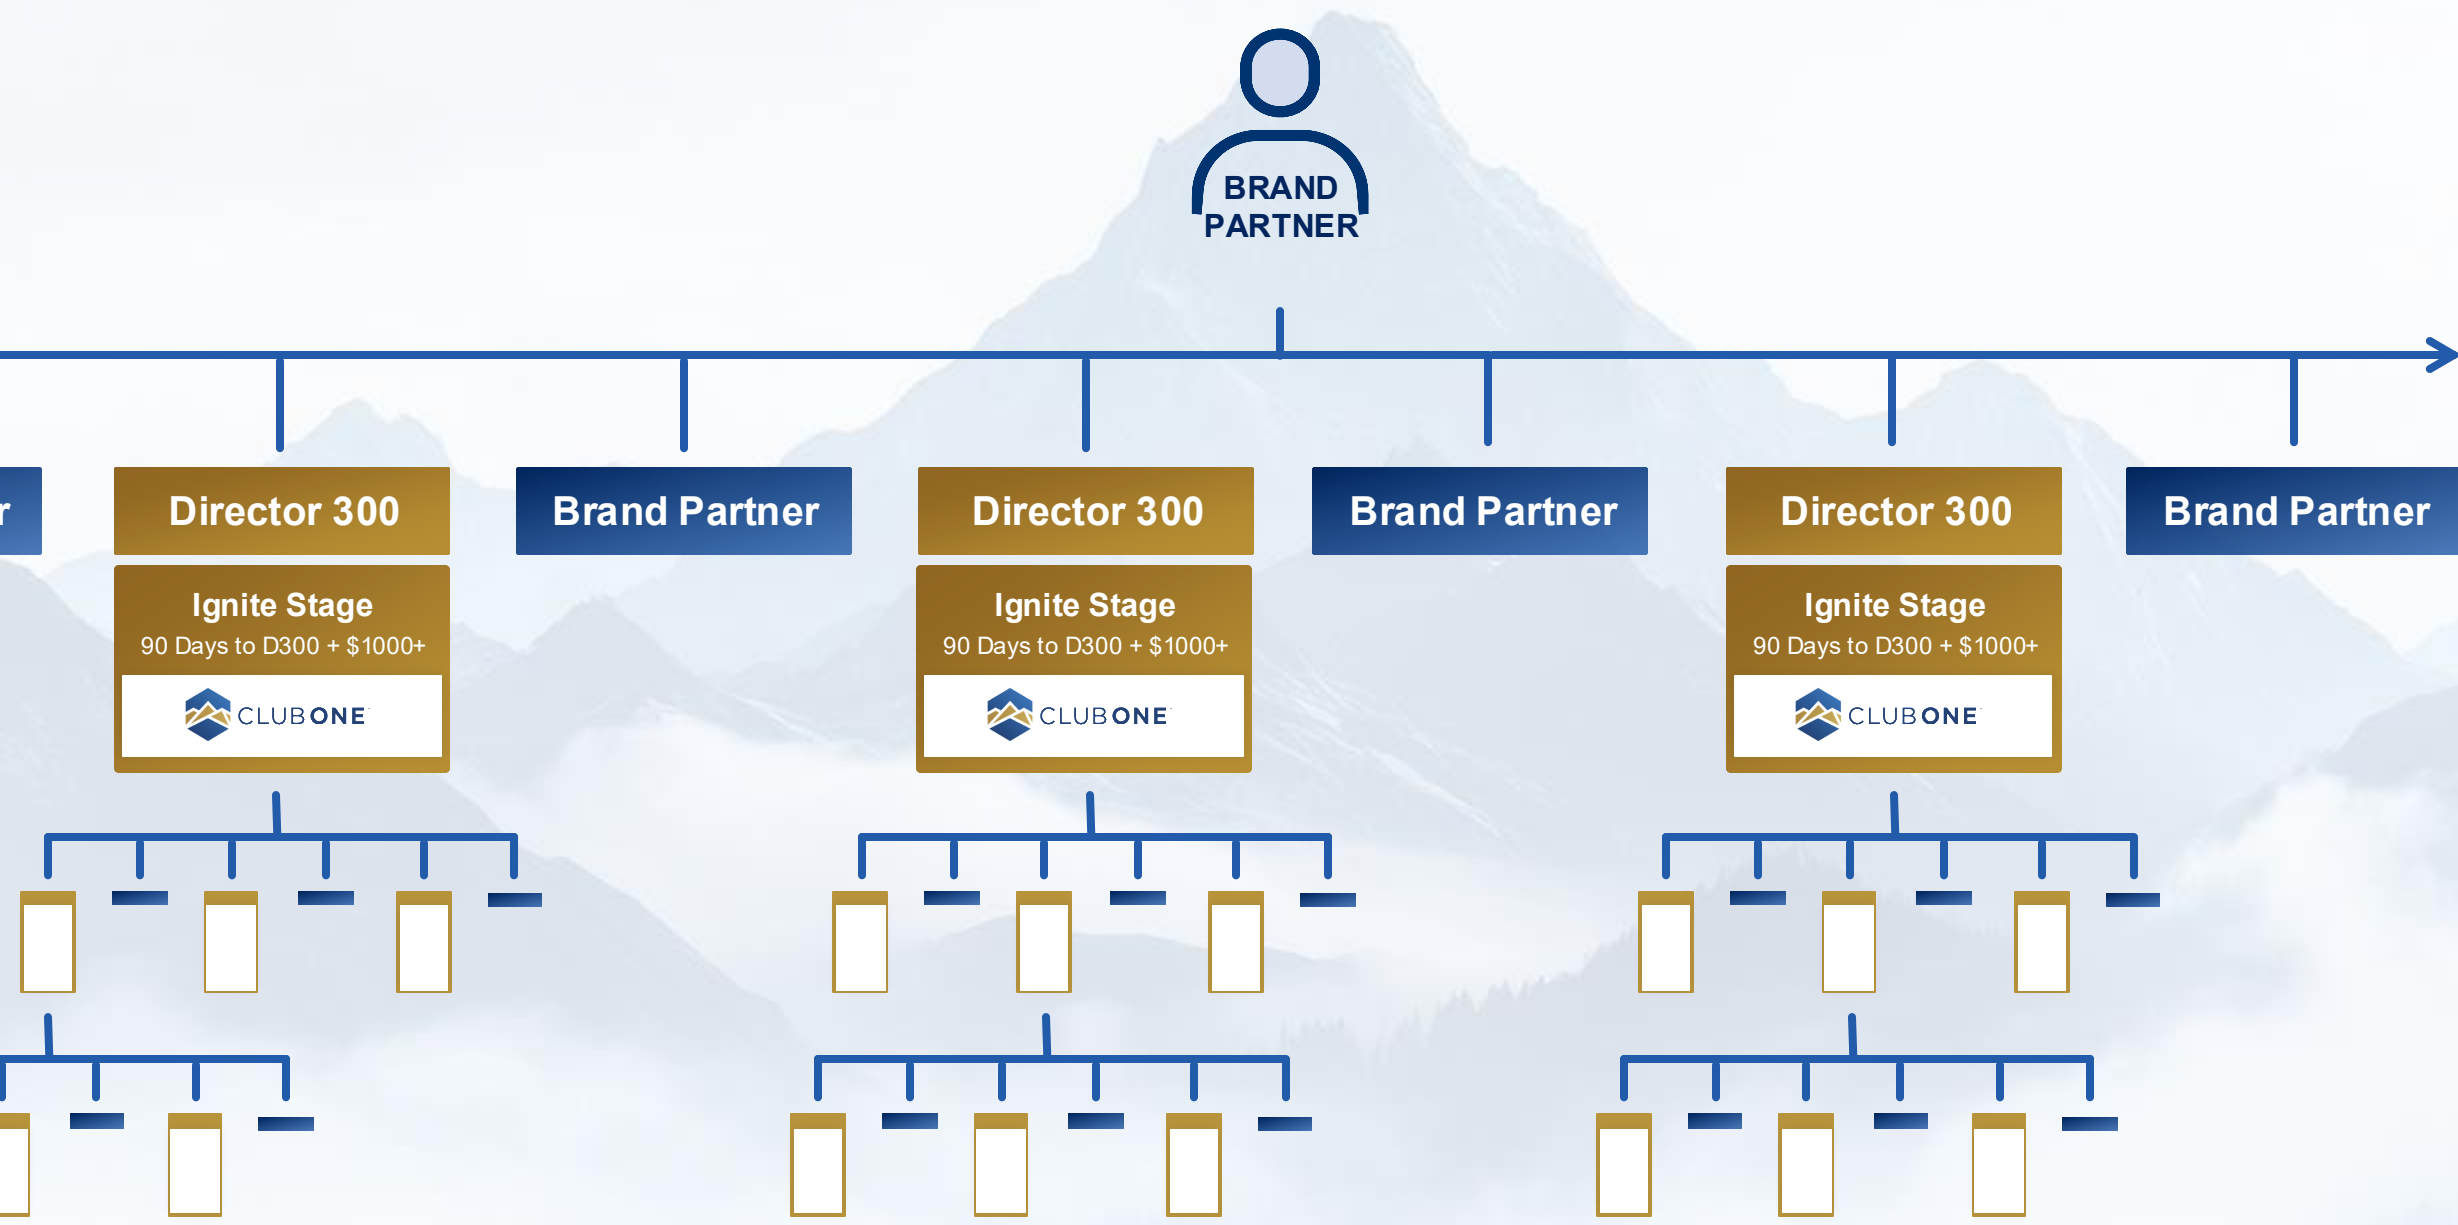 BRAND
PARTNER
r
Director 300
Brand Partner
Director 300
Brand Partner
Director 300
Brand Partner
Ignite Stage
90 Days to D300 + $1000+
CLUBONE
Ignite Stage
90 Days to D300 + $1000+
CLUBONE
Ignite Stage
90 Days to D300 + $1000+
CLUBONE